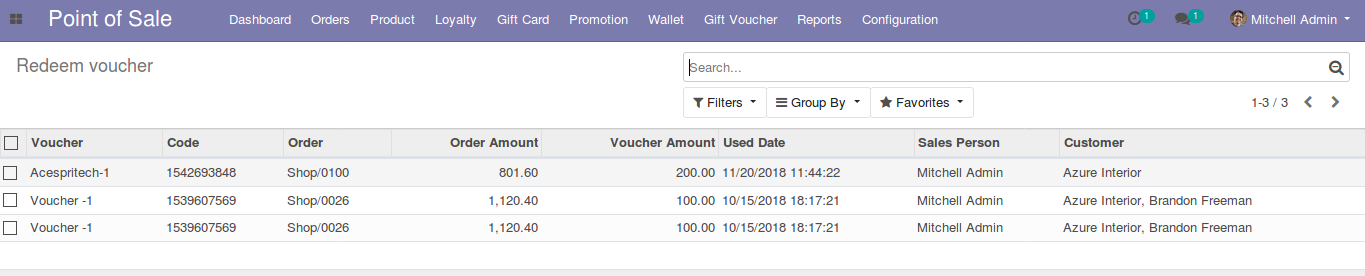 Point of Sale Dashboard Orders Product Loyalty Gift Card Promotion Wallet Gift Voucher Reports Configuration 1 1 Mitchell Admin
Redeem voucher Search...
Filters Group By Favorites 1-3 / 3
Voucher Code Order Order Amount Voucher Amount Used Date Sales Person Customer
Acespritech-1 1542693848 Shop/0100 801.60 200.00 11/20/2018 11:44:22 Mitchell Admin Azure Interior
Voucher -1 1539607569 Shop/0026 1,120.40 100.00 10/15/2018 18:17:21 Mitchell Admin Azure Interior, Brandon Freeman
Voucher -1 1539607569 Shop/0026 1,120.40 100.00 10/15/2018 18:17:21 Mitchell Admin Azure Interior, Brandon Freeman